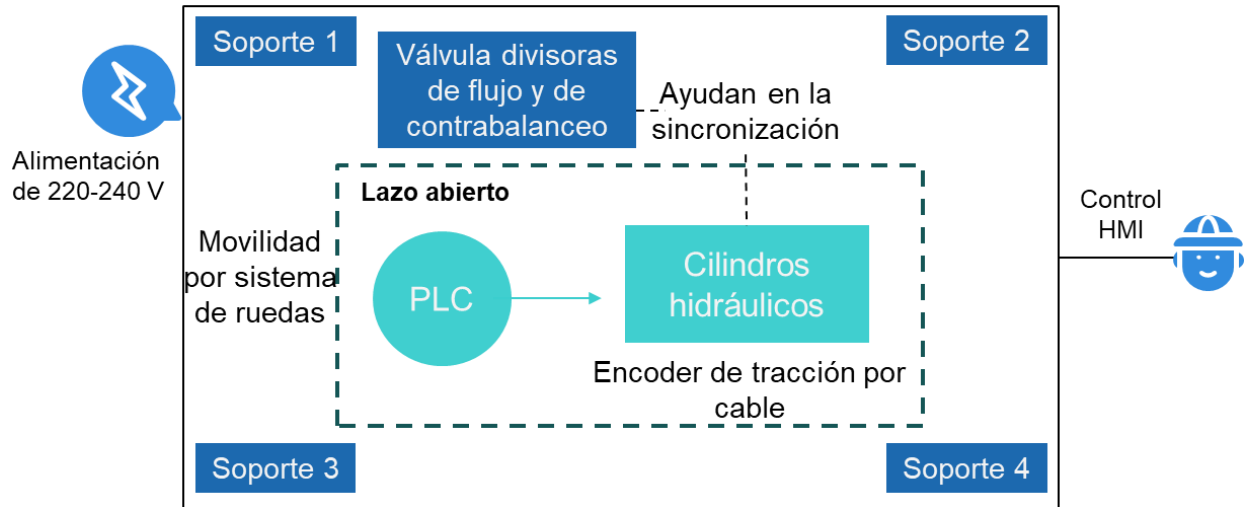 Soporte 1
Soporte 2
Válvula divisoras
de flujo y de
contrabalanceo
Ayudan en la
sincronización
Alimentación
de 220-240 V
Lazo abierto
Movilidad
por sistema
de ruedas
PLC
Cilindros
hidráulicos
Encoder de tracción por
cable
Control
HMI
Soporte 3
Soporte 4